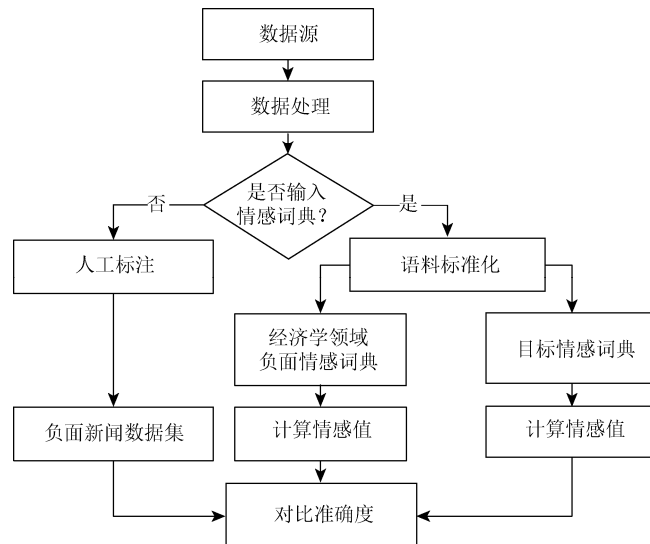 数据源
数据处理
是否输入
情感词典?
否
是
人工标注
语料标准化
经济学领域
负面情感词典
目标情感词典
负面新闻数据集
计算情感值
计算情感值
对比准确度